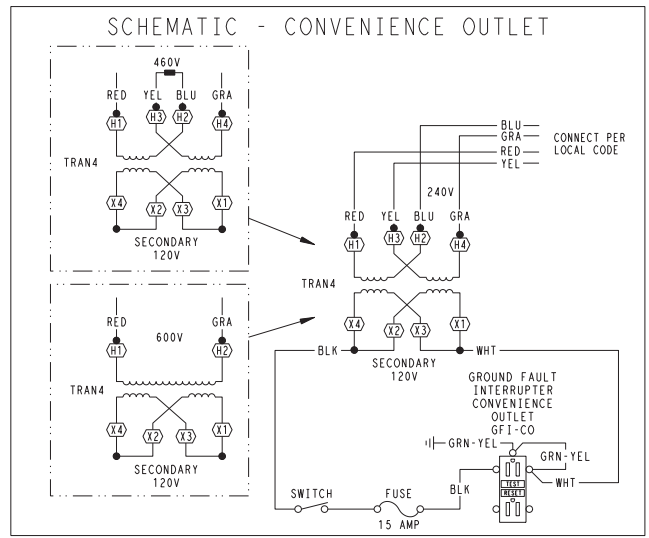 SCHEMATIC - CONVENIENCE OUTLET
460V
RED YEL BLU GRA
H1 H3 H2 H4
TRAN4
X4 X2 X3 X1
SECONDARY
120V
600V
RED GRA
H1 H2
TRAN4
X4 X2 X3 X1
SECONDARY
120V
BLU
GRA
RED
YEL
CONNECT PER
LOCAL CODE
240V
RED YEL BLU GRA
H1 H3 H2 H4
TRAN4
X4 X2 X3 X1
BLK
WHT
SECONDARY
120V
GROUND FAULT
INTERRUPTER
CONVENIENCE
OUTLET
GFI-CO
GRN-YEL
GRN-YEL
WHT
BLK
TEST
RESET
SWITCH
FUSE
15 AMP